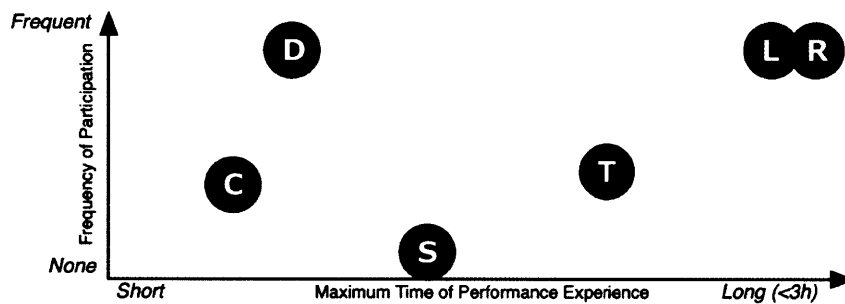 Frequent
D
L R
Frequency of Participation
C
T
S
None
Short
Maximum Time of Performance Experience
Long (<3h)